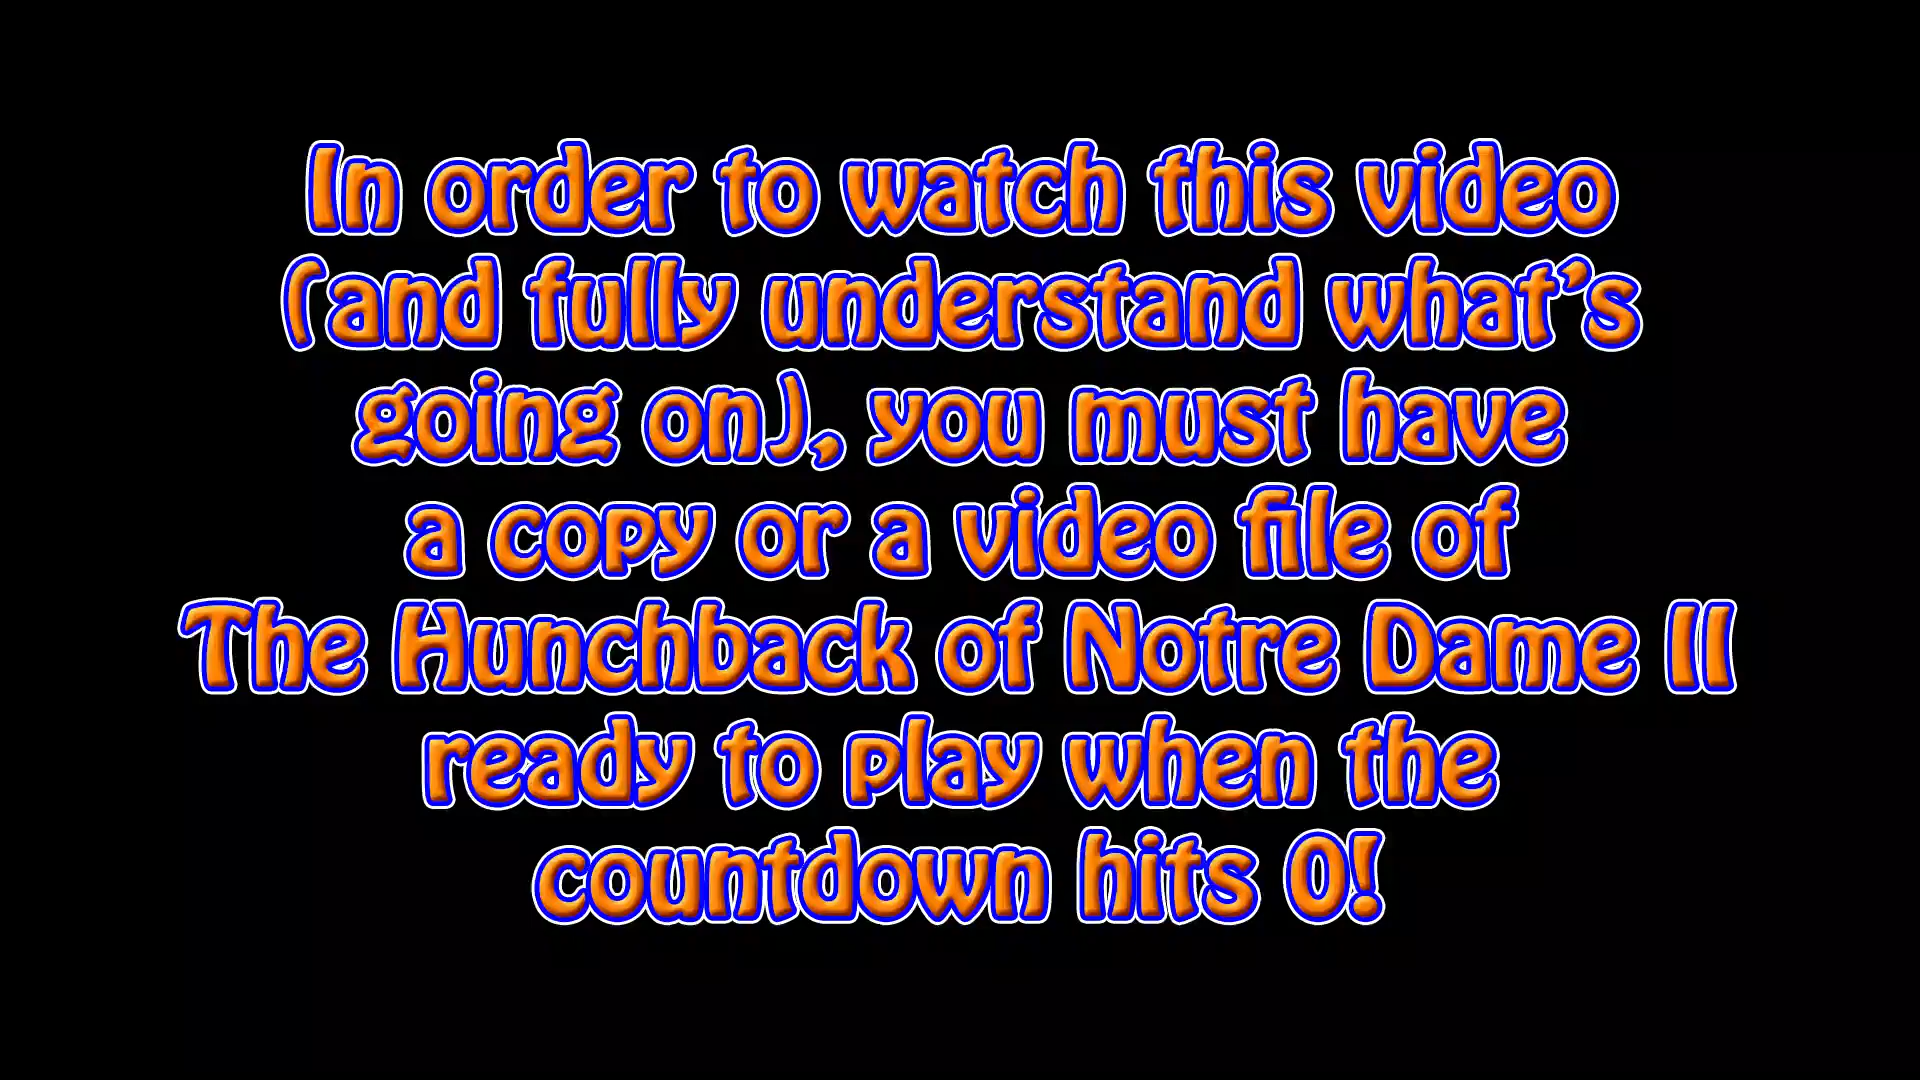 In order to watch this video
(and fully understand what's
going on), you must have
a copy or a video file of
The Hunchback of Notre Dame II
ready to play when the
countdown hits 0!